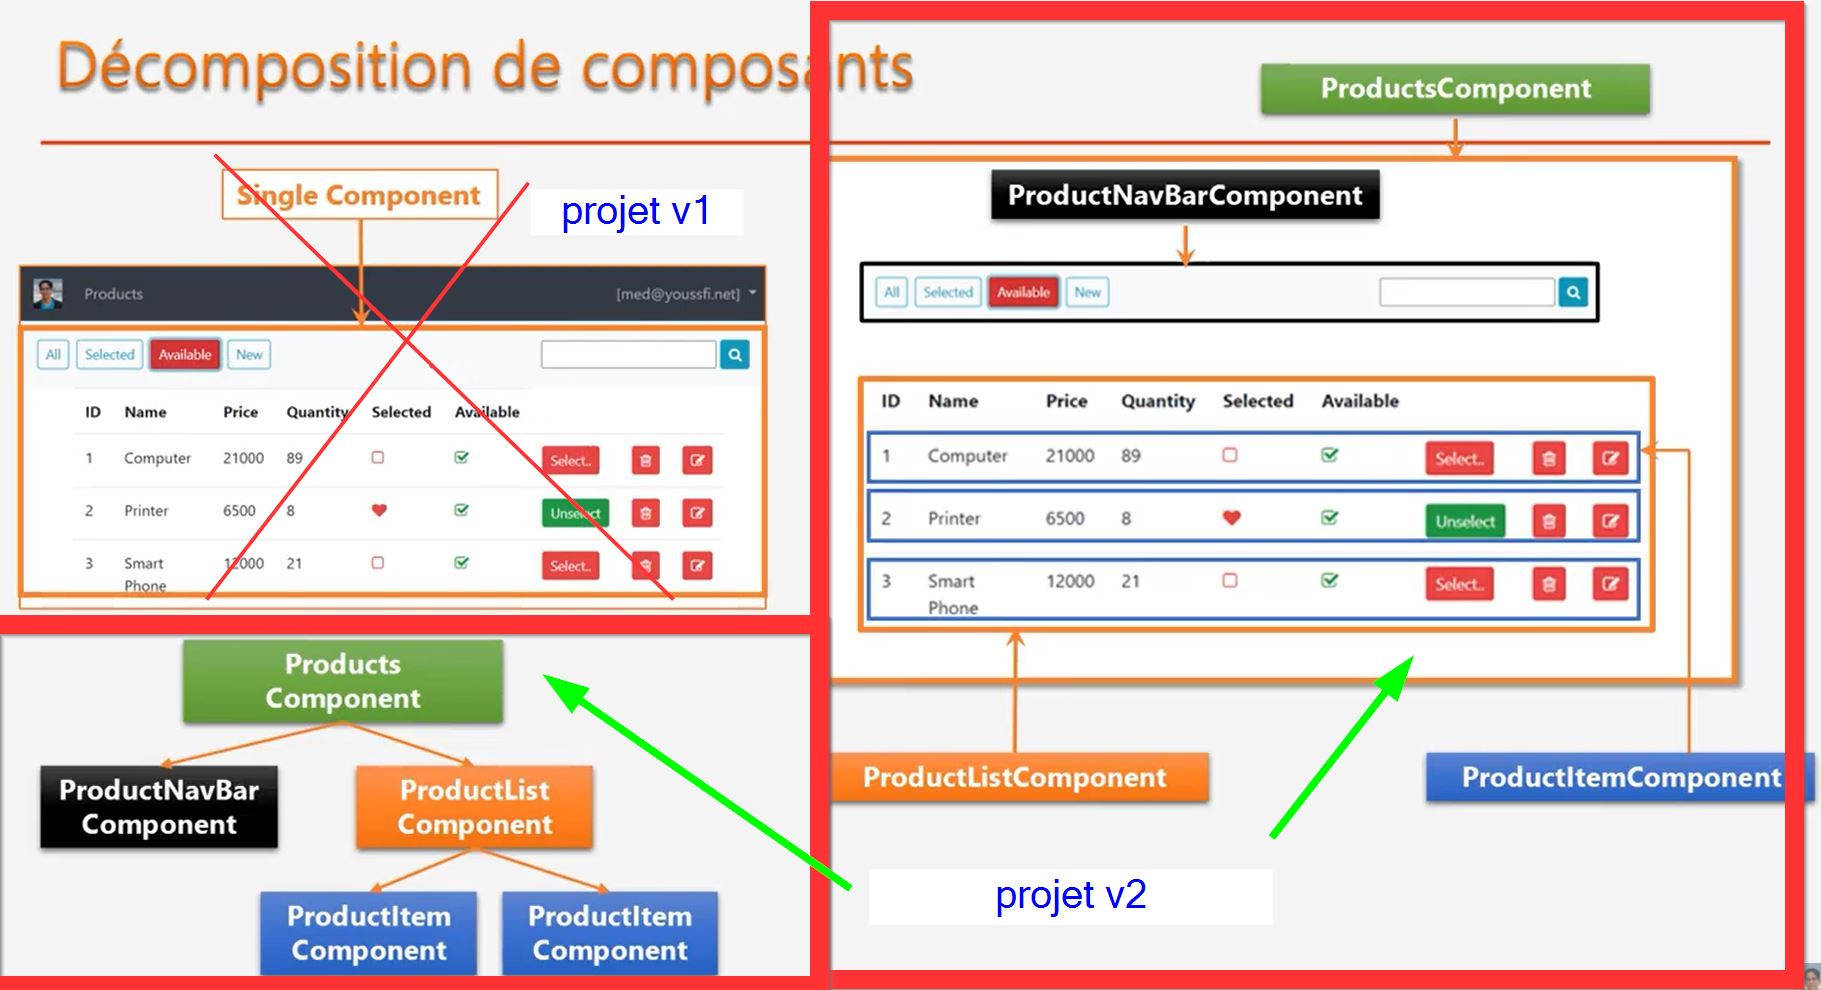 Décomposition de composants
Single Component
projet v1
Products
[med@youssfi.net]
All Selected Available New
ID Name Price Quantity Selected Available
1 Computer 21000 89 Select..
2 Printer 6500 8 Unselect
3 Smart Phone 12000 21 Select..
Products
Component
ProductNavBar
Component
ProductList
Component
ProductItem
Component
ProductItem
Component
ProductsComponent
ProductNavBarComponent
All Selected Available New
ID Name Price Quantity Selected Available
1 Computer 21000 89 Select..
2 Printer 6500 8 Unselect
3 Smart Phone 12000 21 Select..
ProductListComponent
ProductItemComponent
projet v2